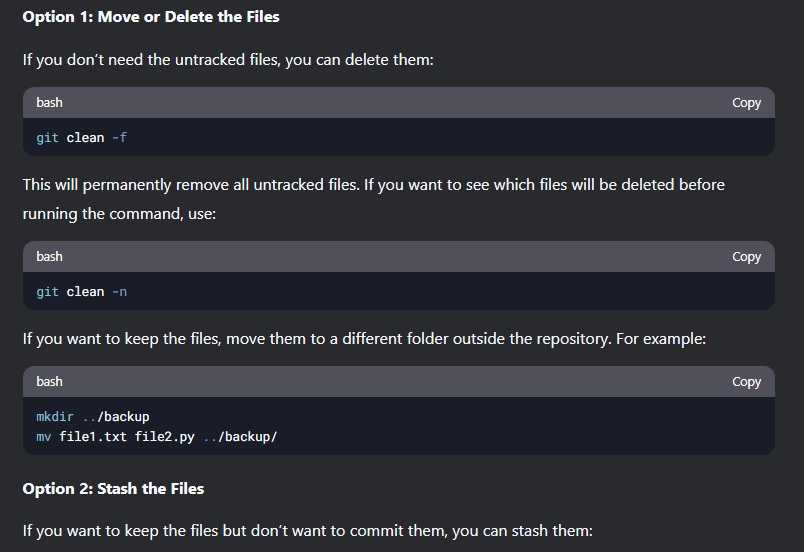 Option 1: Move or Delete the Files
If you don’t need the untracked files, you can delete them:
bash Copy
git clean -f
This will permanently remove all untracked files. If you want to see which files will be deleted before
running the command, use:
bash Copy
git clean -n
If you want to keep the files, move them to a different folder outside the repository. For example:
bash Copy
mkdir ../backup
mv file1.txt file2.py ../backup/
Option 2: Stash the Files
If you want to keep the files but don’t want to commit them, you can stash them: